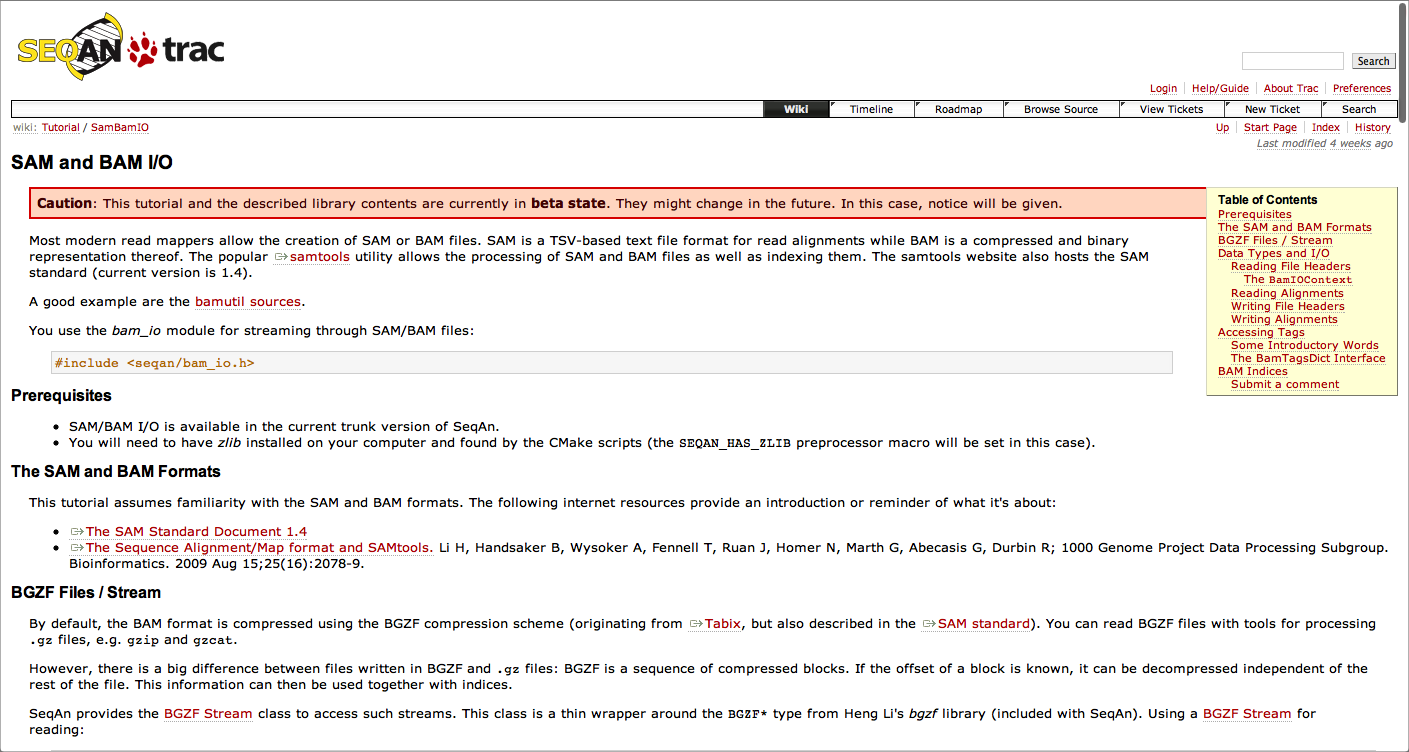 SEQAN trac
Search
Login Help/Guide About Trac Preferences
Wiki Timeline Roadmap Browse Source View Tickets New Ticket Search
wiki: Tutorial / SamBamIO
Up Start Page Index History
Last modified 4 weeks ago
SAM and BAM I/O
Caution: This tutorial and the described library contents are currently in beta state. They might change in the future. In this case, notice will be given.
Table of Contents
Prerequisites
The SAM and BAM Formats
BGZF Files / Stream
Data Types and I/O
Reading File Headers
The BamIOContext
Reading Alignments
Writing File Headers
Writing Alignments
Accessing Tags
Some Introductory Words
The BamTagsDict Interface
BAM Indices
Submit a comment
Most modern read mappers allow the creation of SAM or BAM files. SAM is a TSV-based text file format for read alignments while BAM is a compressed and binary
representation thereof. The popular samtools utility allows the processing of SAM and BAM files as well as indexing them. The samtools website also hosts the SAM
standard (current version is 1.4).
A good example are the bamutil sources.
You use the bam_io module for streaming through SAM/BAM files:
#include <seqan/bam_io.h>
Prerequisites
SAM/BAM I/O is available in the current trunk version of SeqAn.
You will need to have zlib installed on your computer and found by the CMake scripts (the SEQAN_HAS_ZLIB preprocessor macro will be set in this case).
The SAM and BAM Formats
This tutorial assumes familiarity with the SAM and BAM formats. The following internet resources provide an introduction or reminder of what it's about:
The SAM Standard Document 1.4
The Sequence Alignment/Map format and SAMtools. Li H, Handsaker B, Wysoker A, Fennell T, Ruan J, Homer N, Marth G, Abecasis G, Durbin R; 1000 Genome Project Data Processing Subgroup.
Bioinformatics. 2009 Aug 15;25(16):2078-9.
BGZF Files / Stream
By default, the BAM format is compressed using the BGZF compression scheme (originating from Tabix, but also described in the SAM standard). You can read BGZF files with tools for processing
.gz files, e.g. gzip and gzcat.
However, there is a big difference between files written in BGZF and .gz files: BGZF is a sequence of compressed blocks. If the offset of a block is known, it can be decompressed independent of the
rest of the file. This information can then be used together with indices.
SeqAn provides the BGZF Stream class to access such streams. This class is a thin wrapper around the BGZF* type from Heng Li's bgzf library (included with SeqAn). Using a BGZF Stream for
reading: